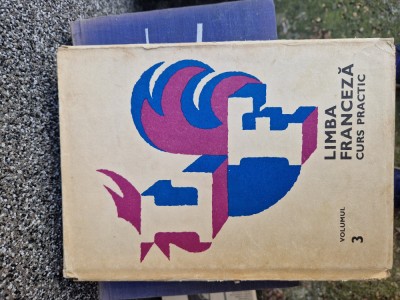 LIMBA
FRANCEZĂ
CURS PRACTIC
VOLUMUL
3